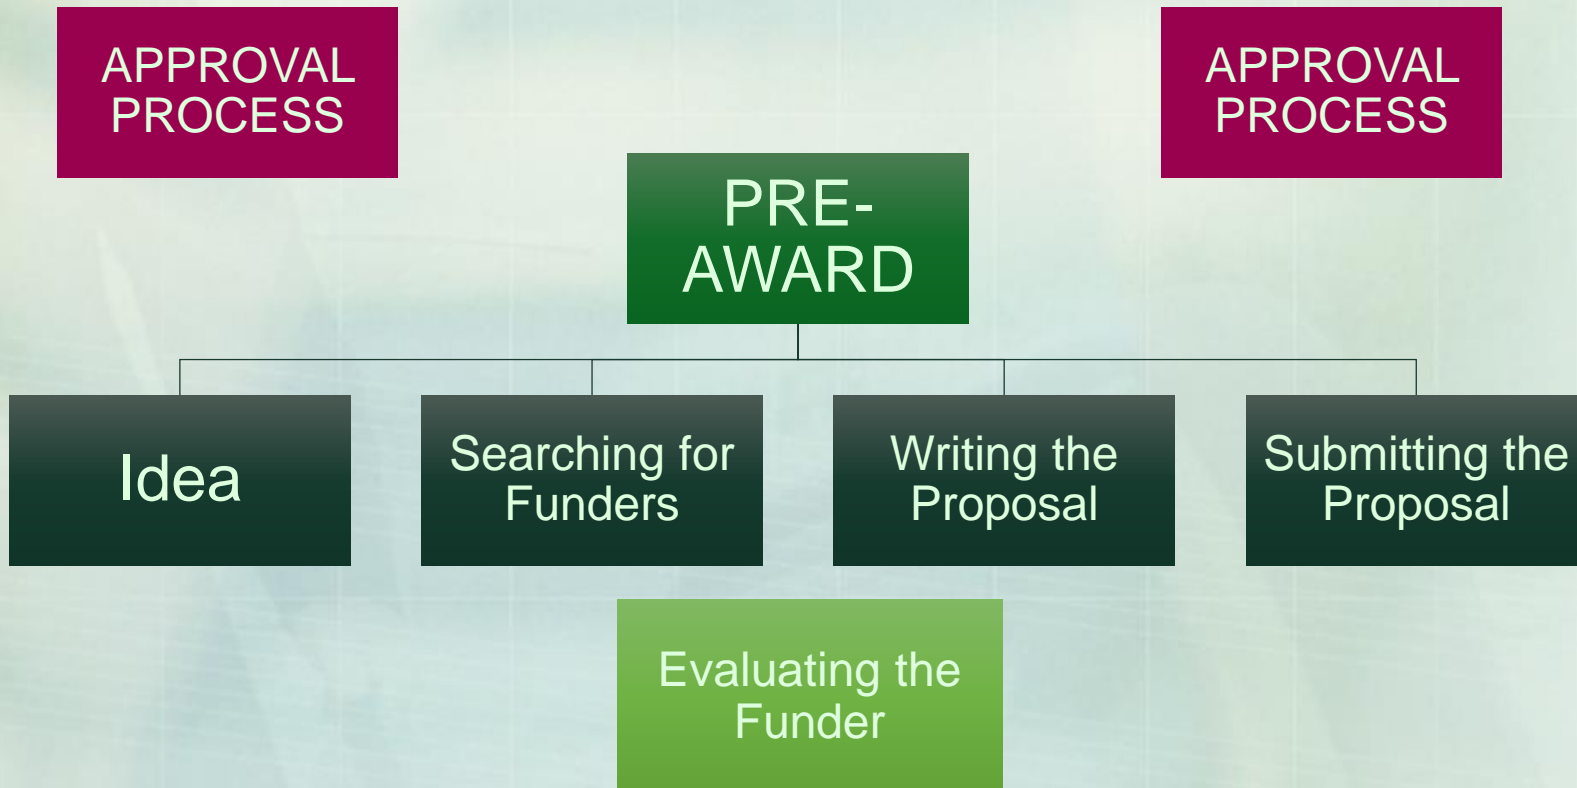 APPROVAL
PROCESS
APPROVAL
PROCESS
PRE-
AWARD
Idea
Searching for
Funders
Writing the
Proposal
Submitting the
Proposal
Evaluating the
Funder